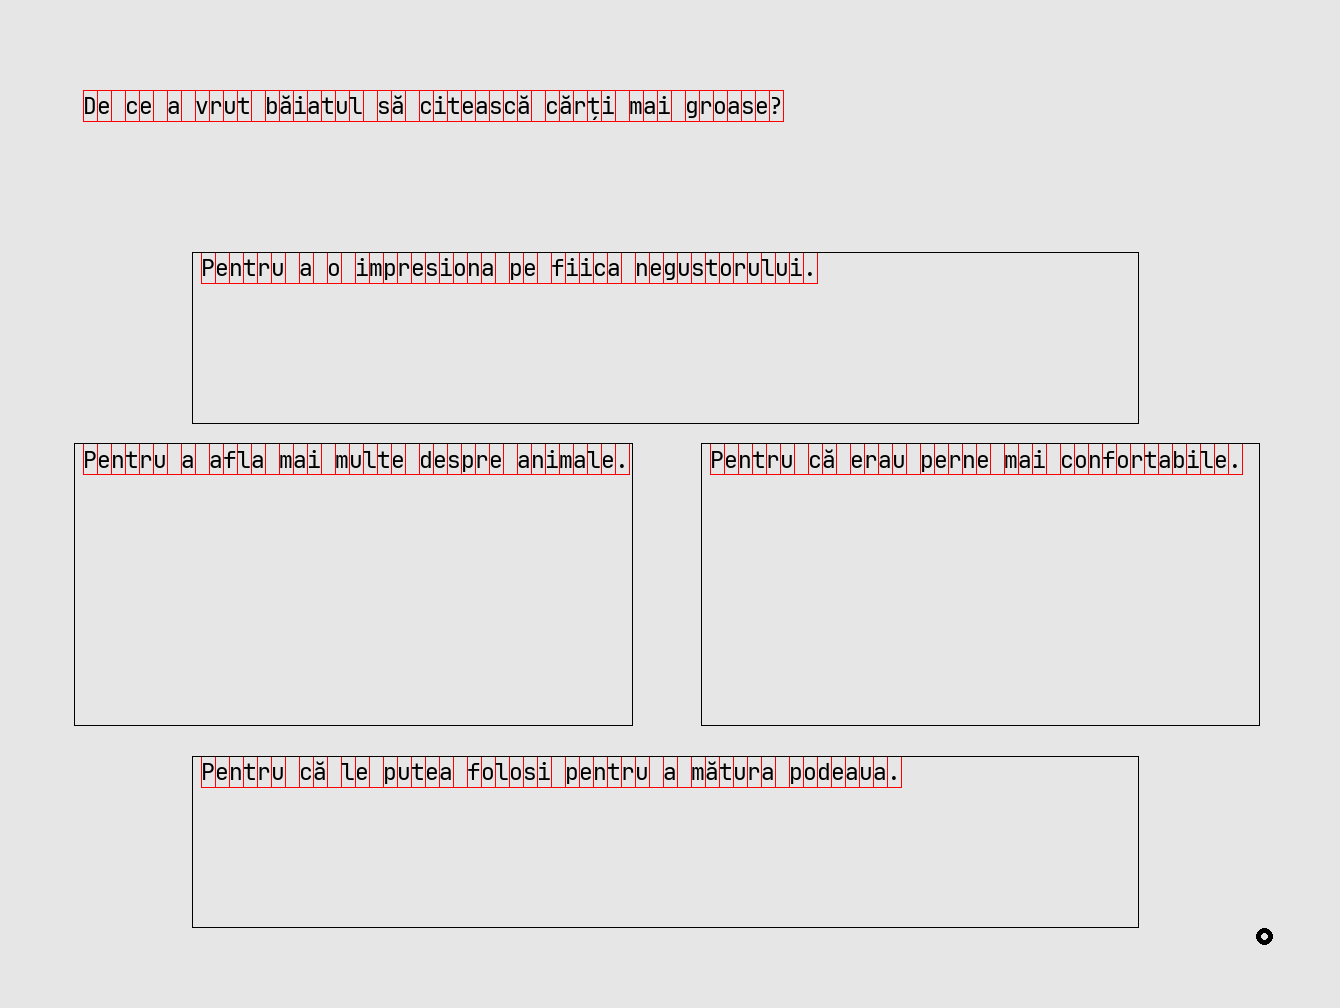 De ce a vrut băiatul să citească cărți mai groase?
Pentru a o impresiona pe fiica negustorului.
Pentru a afla mai multe despre animale.
Pentru că erau perne mai confortabile.
Pentru că le putea folosi pentru a mătura podeaua.